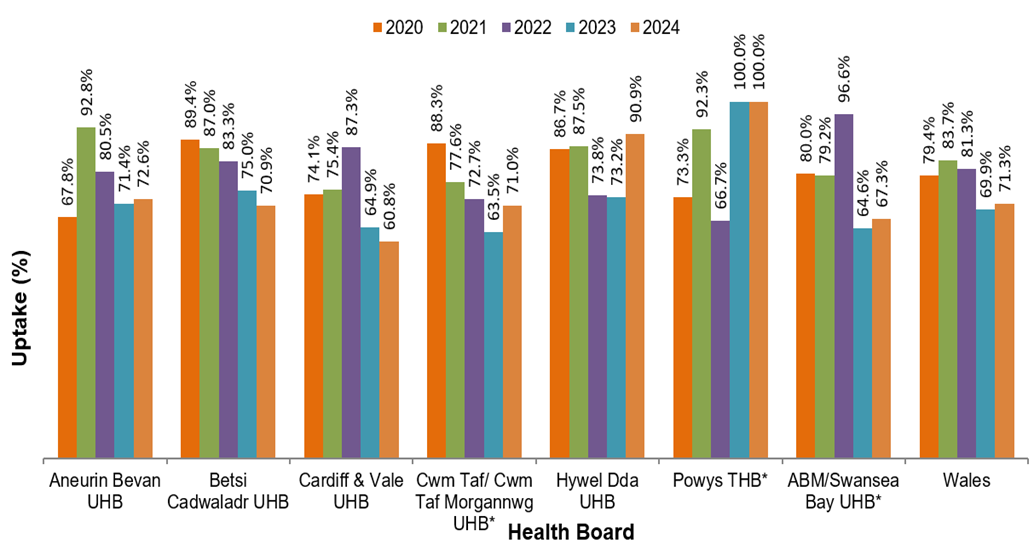 2020 2021 2022 2023 2024
67.8% 92.8% 80.5% 71.4% 72.6%
89.4% 87.0% 83.3% 75.0% 70.9%
74.1% 75.4% 87.3% 64.9% 60.8%
88.3% 77.6% 72.7% 63.5% 71.0%
86.7% 87.5% 73.8% 73.2% 90.9%
73.3% 92.3% 66.7% 100.0% 100.0%
80.0% 79.2% 96.6% 64.6% 67.3%
79.4% 83.7% 81.3% 69.9% 71.3%
Uptake (%)
Aneurin Bevan
UHB
Betsi
Cadwaladr UHB
Cardiff & Vale
UHB
Cwm Taf/ Cwm
Taf Morgannwg
UHB*
Hywel Dda
UHB
Powys THB*
ABM/Swansea
Bay UHB*
Wales
Health Board